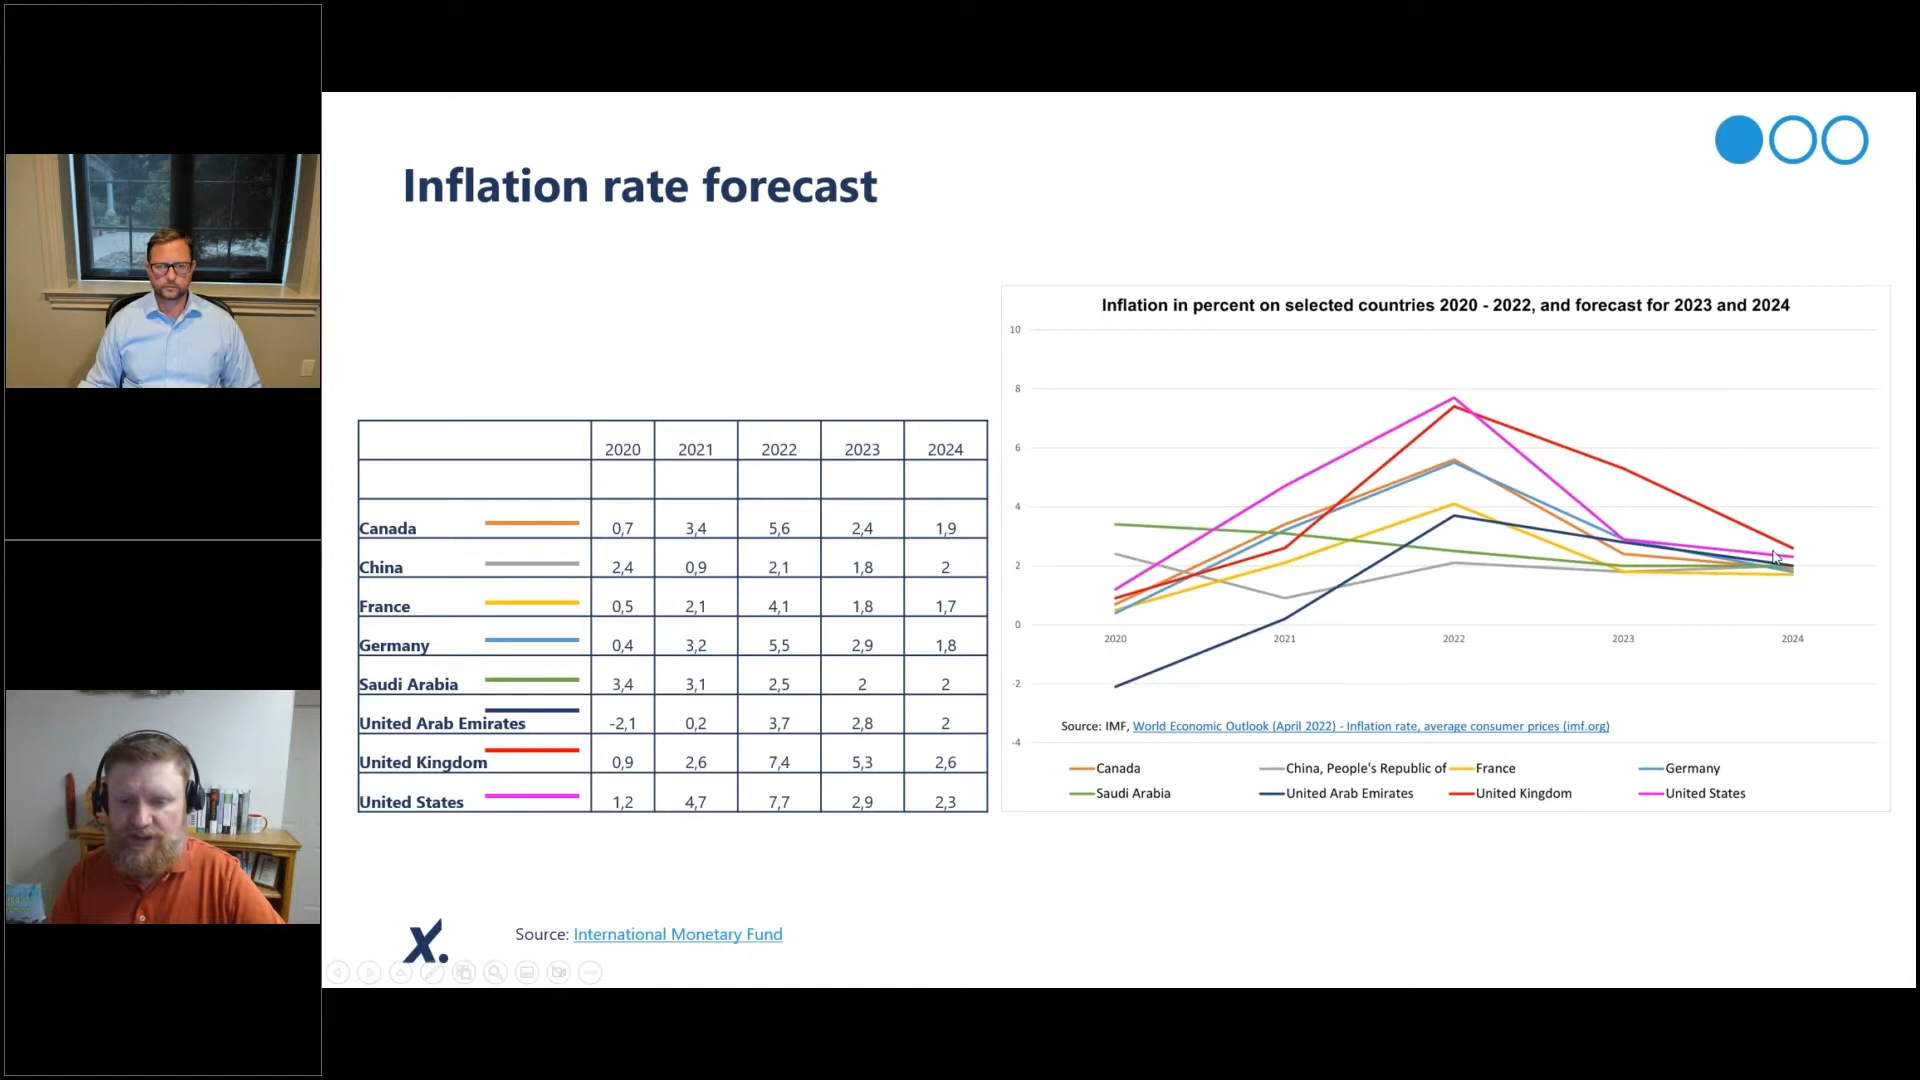 Inflation rate forecast
2020 2021 2022 2023 2024
Canada 0,7 3,4 5,6 2,4 1,9
China 2,4 0,9 2,1 1,8 2
France 0,5 2,1 4,1 1,8 1,7
Germany 0,4 3,2 5,5 2,9 1,8
Saudi Arabia 3,4 3,1 2,5 2 2
United Arab Emirates -2,1 0,2 3,7 2,8 2
United Kingdom 0,9 2,6 7,4 5,3 2,6
United States 1,2 4,7 7,7 2,9 2,3
Inflation in percent on selected countries 2020 - 2022, and forecast for 2023 and 2024
10
8
6
4
2
0
2020 2021 2022 2023 2024
-2
Source: IMF, World Economic Outlook (April 2022) - Inflation rate, average consumer prices (imf.org)
-4
Canada China, People's Republic of France Germany
Saudi Arabia United Arab Emirates United Kingdom United States
x.
Source: International Monetary Fund